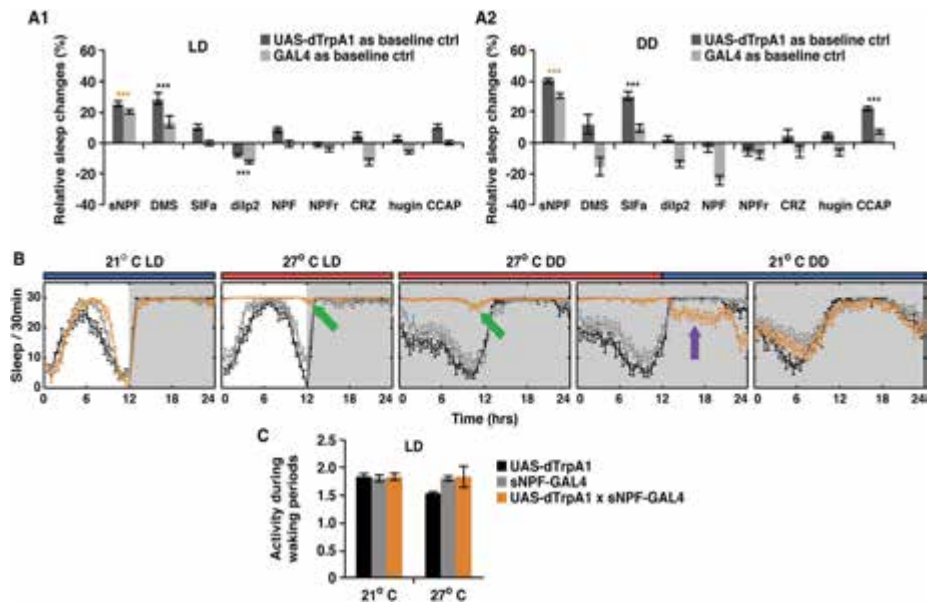 A1
LD
UAS-dTrpA1 as baseline ctrl
GAL4 as baseline ctrl
Relative sleep changes (%)
60
40
20
0
-20
-40
***
***
***
sNPF DMS SIFa dilp2 NPF NPFr CRZ hugin CCAP
A2
DD
UAS-dTrpA1 as baseline ctrl
GAL4 as baseline ctrl
Relative sleep changes (%)
60
40
20
0
-20
-40
***
***
***
sNPF DMS SIFa dilp2 NPF NPFr CRZ hugin CCAP
B
21° C LD
27° C LD
27° C DD
21° C DD
Sleep / 30min
30
20
10
0
0 6 12 18 24
0 6 12 18 24
0 6 12 18 24
0 6 12 18 24
0 6 12 18 24
Time (hrs)
C
LD
Activity during
waking periods
2.5
2.0
1.5
1.0
0.5
0
21° C 27° C
UAS-dTrpA1
sNPF-GAL4
UAS-dTrpA1 x sNPF-GAL4